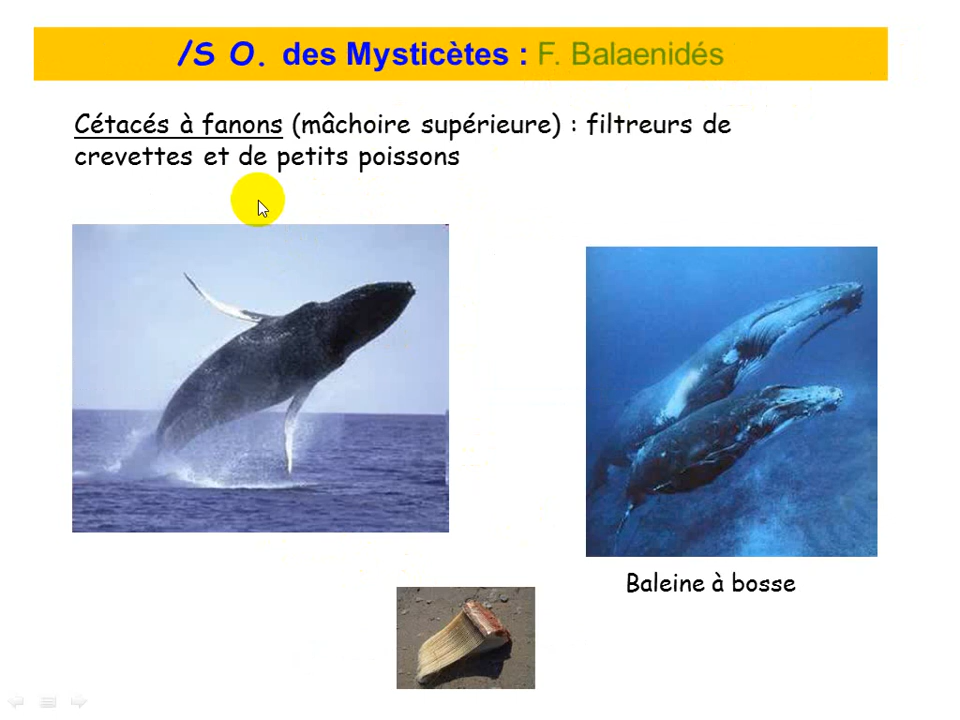 /S O. des Mysticètes : F. Balaenidés
Cétacés à fanons (mâchoire supérieure) : filtreurs de
crevettes et de petits poissons
Baleine à bosse